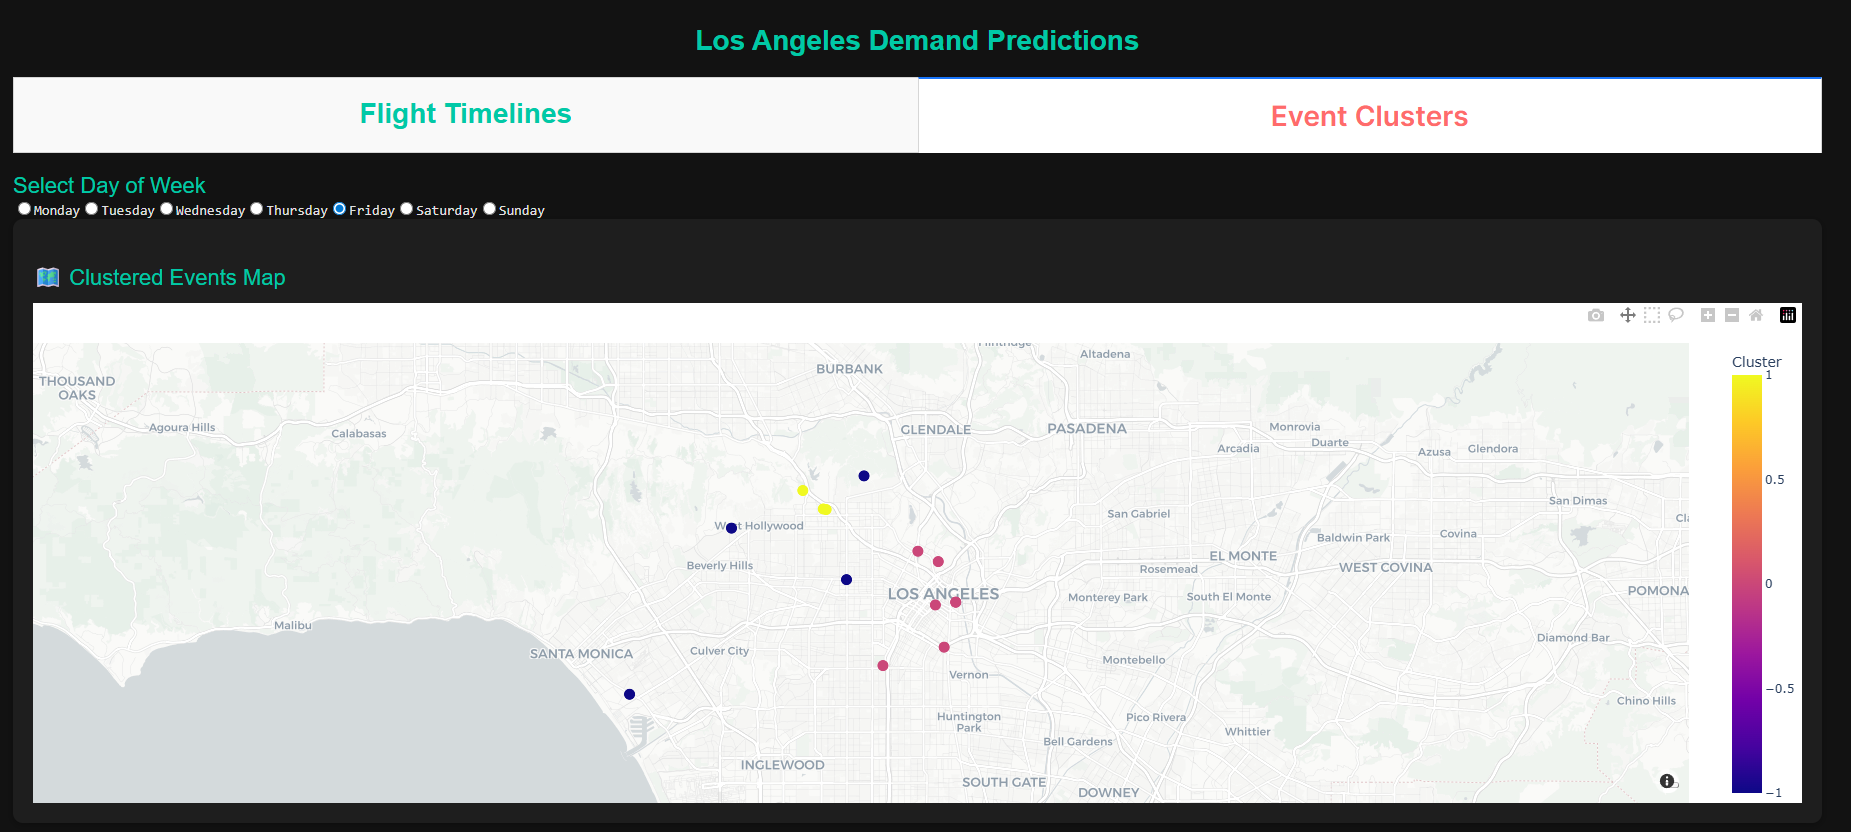 Los Angeles Demand Predictions
Flight Timelines
Event Clusters
Select Day of Week
Monday Tuesday Wednesday Thursday Friday Saturday Sunday
Clustered Events Map
Cluster
1
0.5
0
−0.5
−1
BURBANK
Altadena
THOUSAND
OAKS
Agoura Hills
Calabasas
GLENDALE
PASADENA
Monrovia
Duarte
Arcadia
Azusa
Glendora
San Dimas
San Gabriel
West Hollywood
Baldwin Park
Covina
EL MONTE
WEST COVINA
Beverly Hills
Rosemead
LOS ANGELES
Monterey Park
South El Monte
POMONA
Malibu
Diamond Bar
SANTA MONICA
Culver City
Montebello
Vernon
Chino Hills
Huntington
Park
Pico Rivera
Whittier
Bell Gardens
INGLEWOOD
SOUTH GATE
DOWNEY